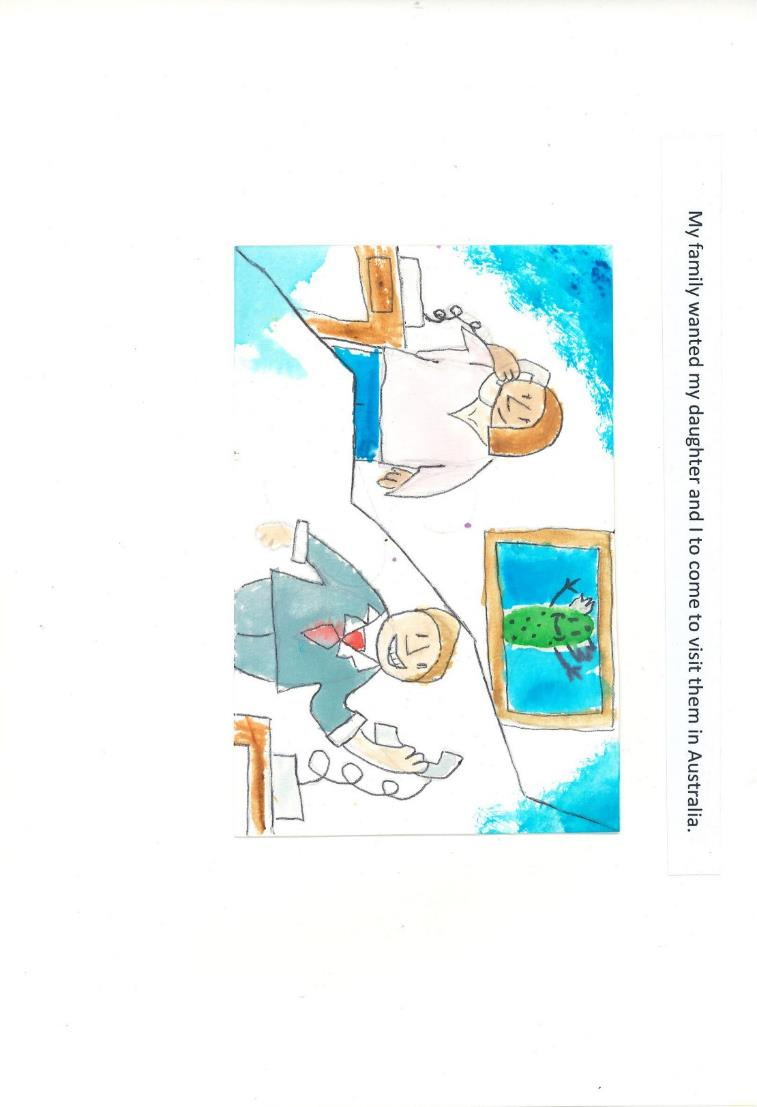 My family wanted my daughter and I to come to visit them in Australia.